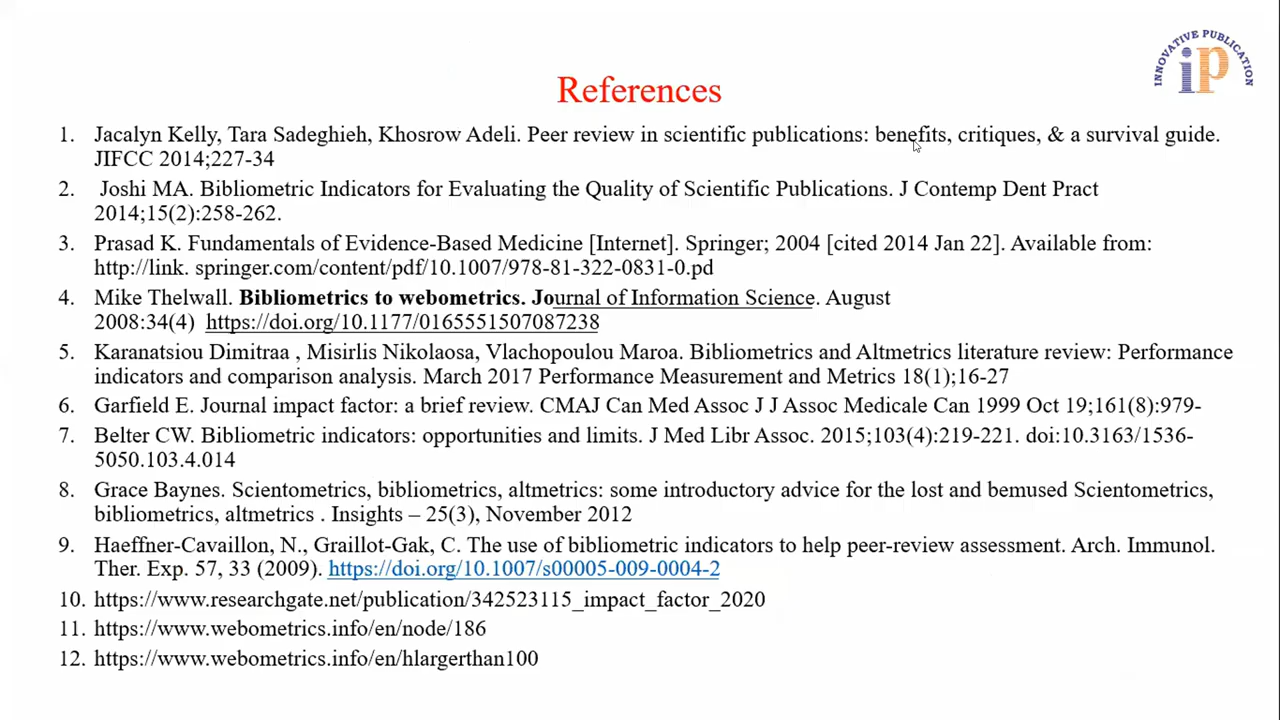 INNOVATIVE PUBLICATION
ip
References
1. Jacalyn Kelly, Tara Sadeghieh, Khosrow Adeli. Peer review in scientific publications: benefits, critiques, & a survival guide.
JIFCC 2014;227-34
2. Joshi MA. Bibliometric Indicators for Evaluating the Quality of Scientific Publications. J Contemp Dent Pract
2014;15(2):258-262.
3. Prasad K. Fundamentals of Evidence-Based Medicine [Internet]. Springer; 2004 [cited 2014 Jan 22]. Available from:
http://link. springer.com/content/pdf/10.1007/978-81-322-0831-0.pd
4. Mike Thelwall. Bibliometrics to webometrics. Journal of Information Science. August
2008:34(4) https://doi.org/10.1177/0165551507087238
5. Karanatsiou Dimitraa , Misirlis Nikolaosa, Vlachopoulou Maroa. Bibliometrics and Altmetrics literature review: Performance
indicators and comparison analysis. March 2017 Performance Measurement and Metrics 18(1);16-27
6. Garfield E. Journal impact factor: a brief review. CMAJ Can Med Assoc J J Assoc Medicale Can 1999 Oct 19;161(8):979-
7. Belter CW. Bibliometric indicators: opportunities and limits. J Med Libr Assoc. 2015;103(4):219-221. doi:10.3163/1536-
5050.103.4.014
8. Grace Baynes. Scientometrics, bibliometrics, altmetrics: some introductory advice for the lost and bemused Scientometrics,
bibliometrics, altmetrics . Insights – 25(3), November 2012
9. Haeffner-Cavaillon, N., Graillot-Gak, C. The use of bibliometric indicators to help peer-review assessment. Arch. Immunol.
Ther. Exp. 57, 33 (2009). https://doi.org/10.1007/s00005-009-0004-2
10. https://www.researchgate.net/publication/342523115_impact_factor_2020
11. https://www.webometrics.info/en/node/186
12. https://www.webometrics.info/en/hlargerthan100